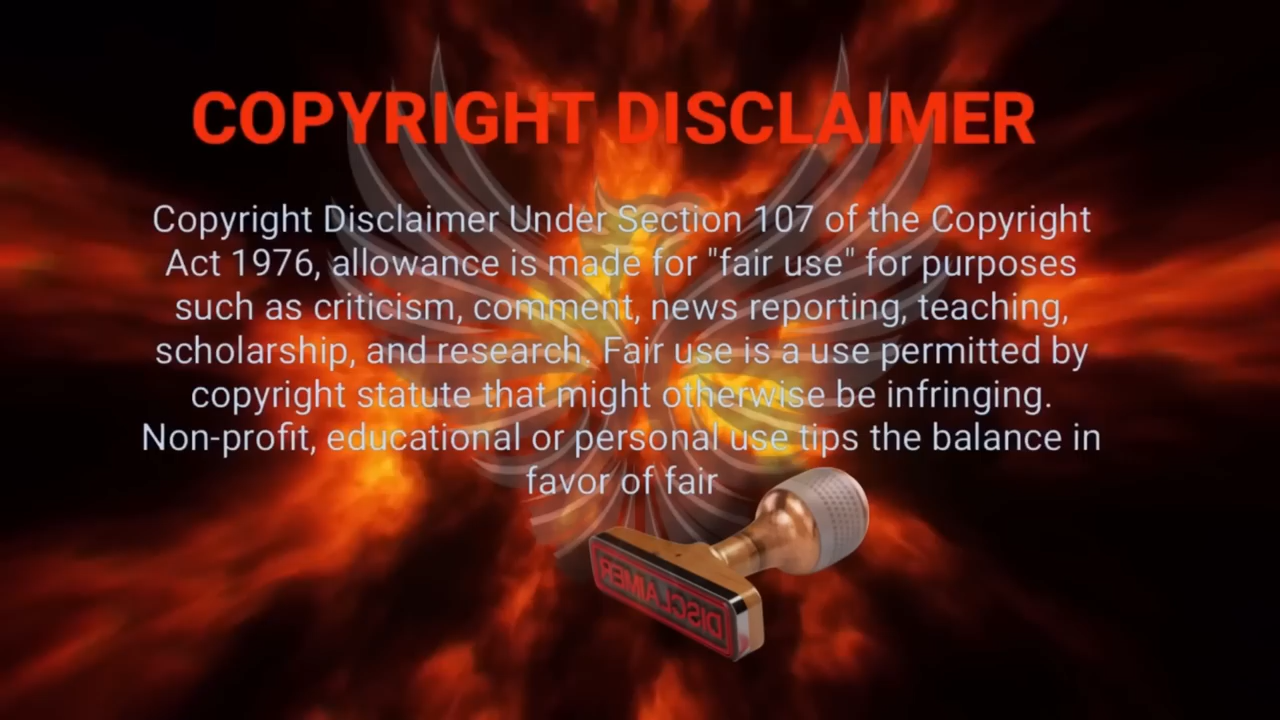 COPYRIGHT DISCLAIMER
Copyright Disclaimer Under Section 107 of the Copyright
Act 1976, allowance is made for "fair use" for purposes
such as criticism, comment, news reporting, teaching,
scholarship, and research. Fair use is a use permitted by
copyright statute that might otherwise be infringing.
Non-profit, educational or personal use tips the balance in
favor of fair
DISCLAIMER